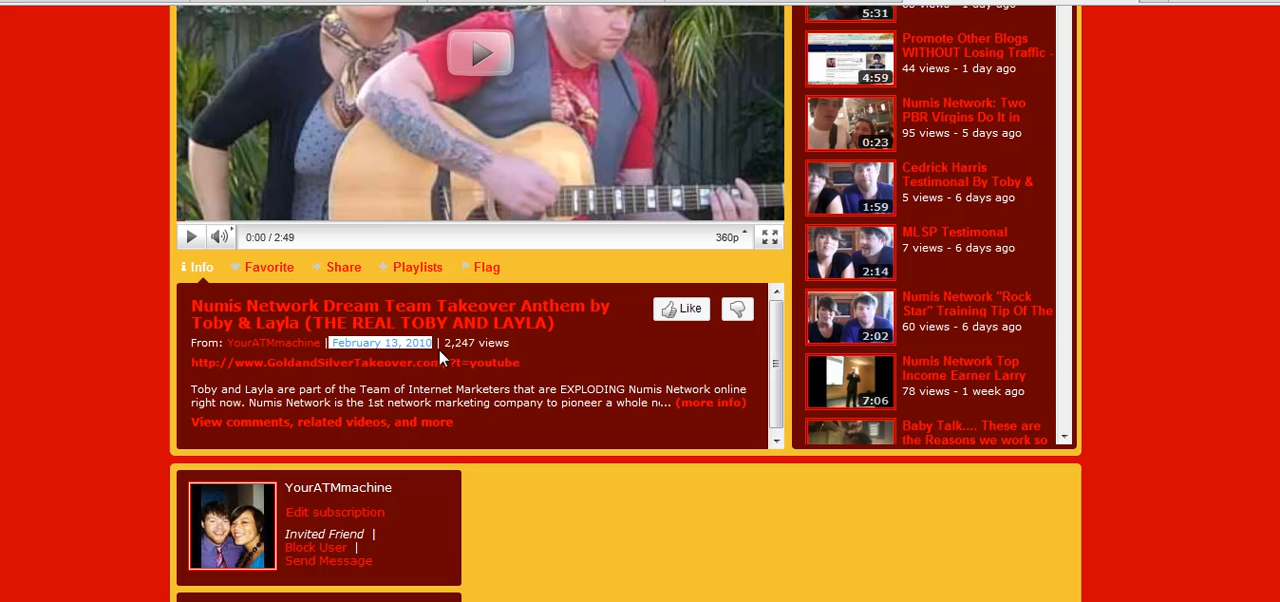 0:00 / 2:49
360p
Info
Favorite
Share
Playlists
Flag
Numis Network Dream Team Takeover Anthem by
Toby & Layla (THE REAL TOBY AND LAYLA)
Like
From: YourATMmachine | February 13, 2010 | 2,247 views
http://www.GoldandSilverTakeover.com/?t=youtube
Toby and Layla are part of the Team of Internet Marketers that are EXPLODING Numis Network online
right now. Numis Network is the 1st network marketing company to pioneer a whole n... (more info)
View comments, related videos, and more
5:31
Promote Other Blogs
WITHOUT Losing Traffic -
44 views - 1 day ago
4:59
Numis Network: Two
PBR Virgins Do It in
95 views - 5 days ago
0:23
Cedrick Harris
Testimonal By Toby &
5 views - 6 days ago
1:59
MLSP Testimonal
7 views - 6 days ago
2:14
Numis Network "Rock
Star" Training Tip Of The
60 views - 6 days ago
2:02
Numis Network Top
Income Earner Larry
78 views - 1 week ago
7:06
Baby Talk.... These are
the Reasons we work so
YourATMmachine
Edit subscription
Invited Friend |
Block User |
Send Message